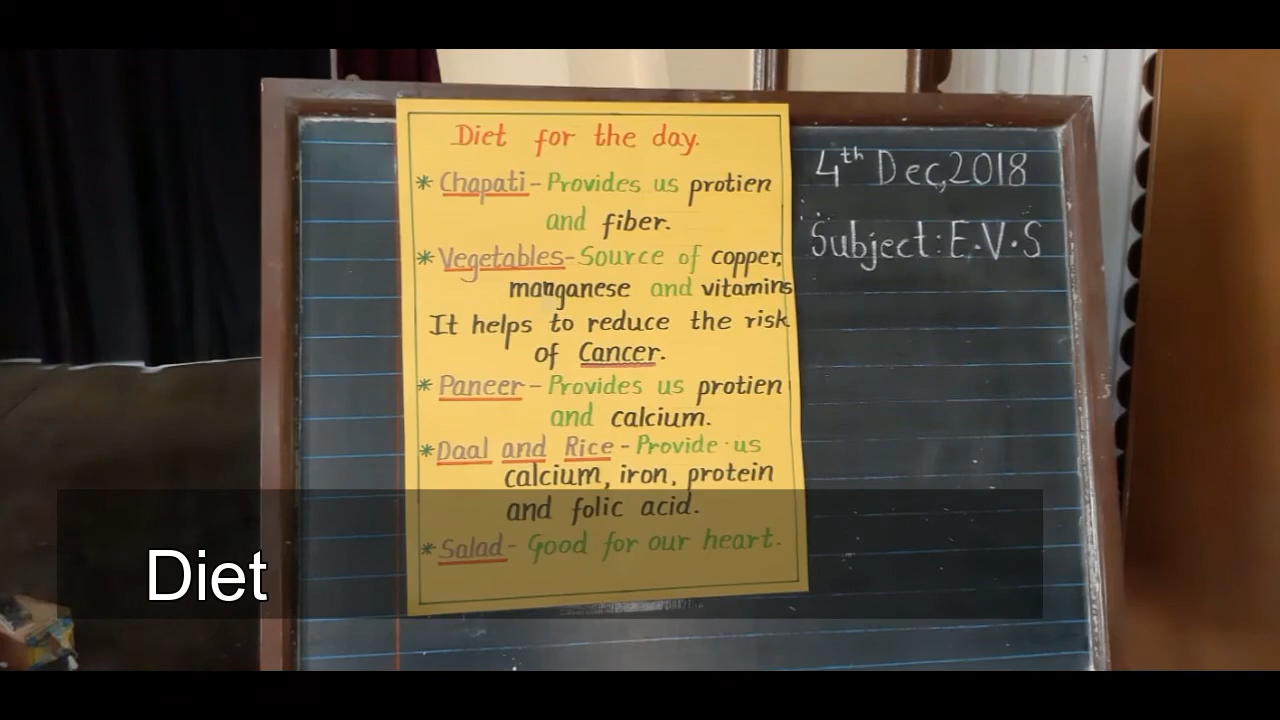 Diet for the day.
* Chapati - Provides us protien
and fiber.
* Vegetables - Source of copper,
manganese and vitamins
It helps to reduce the risk
of Cancer.
* Paneer - Provides us protien
and calcium.
* Daal and Rice - Provide us
calcium, iron, protein
and folic acid.
* Salad - Good for our heart.
4th Dec, 2018
Subject: E.V.S
Diet